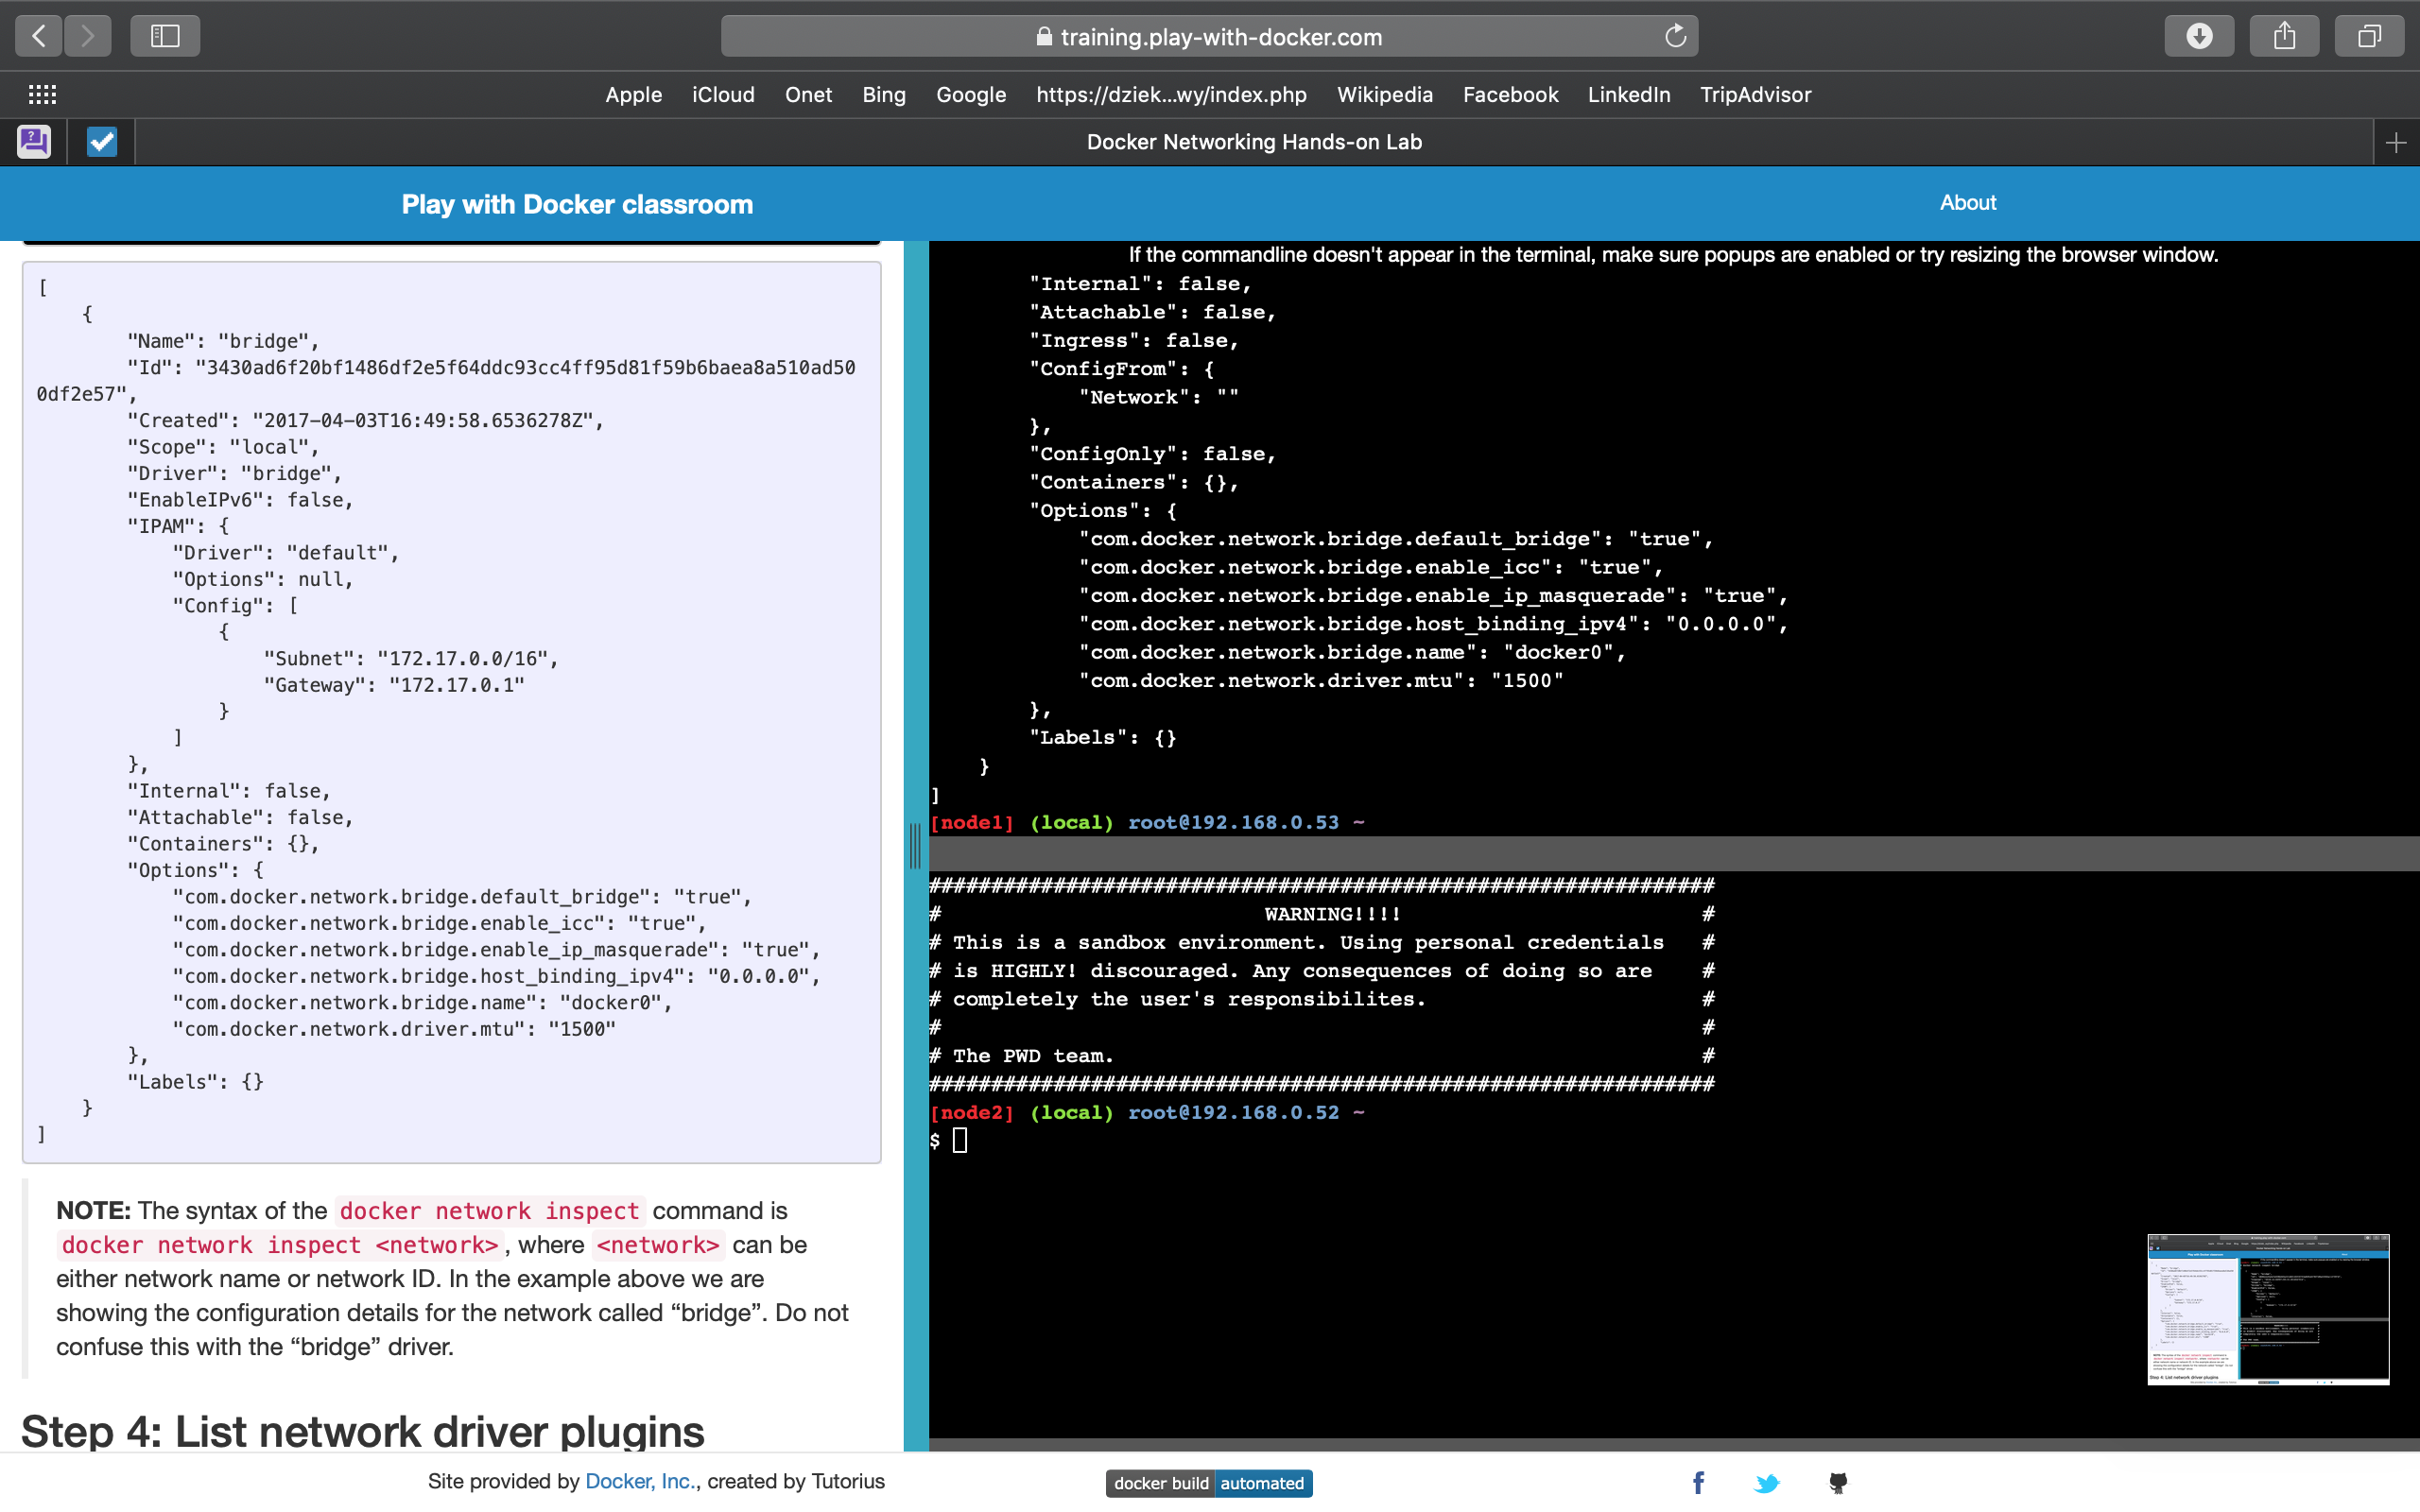 training.play-with-docker.com
Apple iCloud Onet Bing Google https://dziek...wy/index.php Wikipedia Facebook LinkedIn TripAdvisor
Docker Networking Hands-on Lab
Play with Docker classroom
About
[
    {
        "Name": "bridge",
        "Id": "3430ad6f20bf1486df2e5f64ddc93cc4ff95d81f59b6baea8a510ad50
0df2e57",
        "Created": "2017-04-03T16:49:58.6536278Z",
        "Scope": "local",
        "Driver": "bridge",
        "EnableIPv6": false,
        "IPAM": {
            "Driver": "default",
            "Options": null,
            "Config": [
                {
                    "Subnet": "172.17.0.0/16",
                    "Gateway": "172.17.0.1"
                }
            ]
        },
        "Internal": false,
        "Attachable": false,
        "Containers": {},
        "Options": {
            "com.docker.network.bridge.default_bridge": "true",
            "com.docker.network.bridge.enable_icc": "true",
            "com.docker.network.bridge.enable_ip_masquerade": "true",
            "com.docker.network.bridge.host_binding_ipv4": "0.0.0.0",
            "com.docker.network.bridge.name": "docker0",
            "com.docker.network.driver.mtu": "1500"
        },
        "Labels": {}
    }
]
NOTE: The syntax of the docker network inspect command is
docker network inspect <network>, where <network> can be
either network name or network ID. In the example above we are
showing the configuration details for the network called “bridge”. Do not
confuse this with the “bridge” driver.
Step 4: List network driver plugins
If the commandline doesn't appear in the terminal, make sure popups are enabled or try resizing the browser window.
        "Internal": false,
        "Attachable": false,
        "Ingress": false,
        "ConfigFrom": {
            "Network": ""
        },
        "ConfigOnly": false,
        "Containers": {},
        "Options": {
            "com.docker.network.bridge.default_bridge": "true",
            "com.docker.network.bridge.enable_icc": "true",
            "com.docker.network.bridge.enable_ip_masquerade": "true",
            "com.docker.network.bridge.host_binding_ipv4": "0.0.0.0",
            "com.docker.network.bridge.name": "docker0",
            "com.docker.network.driver.mtu": "1500"
        },
        "Labels": {}
    }
]
[node1] (local) root@192.168.0.53 ~
###############################################################
#                          WARNING!!!!                        #
# This is a sandbox environment. Using personal credentials   #
# is HIGHLY! discouraged. Any consequences of doing so are    #
# completely the user's responsibilites.                      #
#                                                             #
# The PWD team.                                               #
###############################################################
[node2] (local) root@192.168.0.52 ~
$
Site provided by Docker, Inc., created by Tutorius
docker build automated